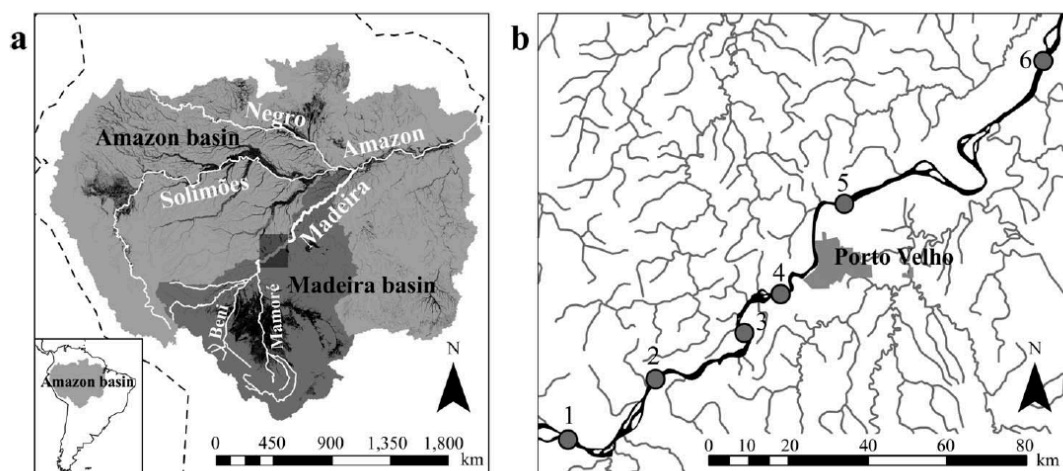 a
Negro
Amazon basin
Amazon
Solimões
Madeira
Madeira basin
Beni
Mamoré
Amazon basin
N
0 450 900 1,350 1,800
km
b
6
5
Porto Velho
4
3
2
1
N
0 20 40 60 80
km